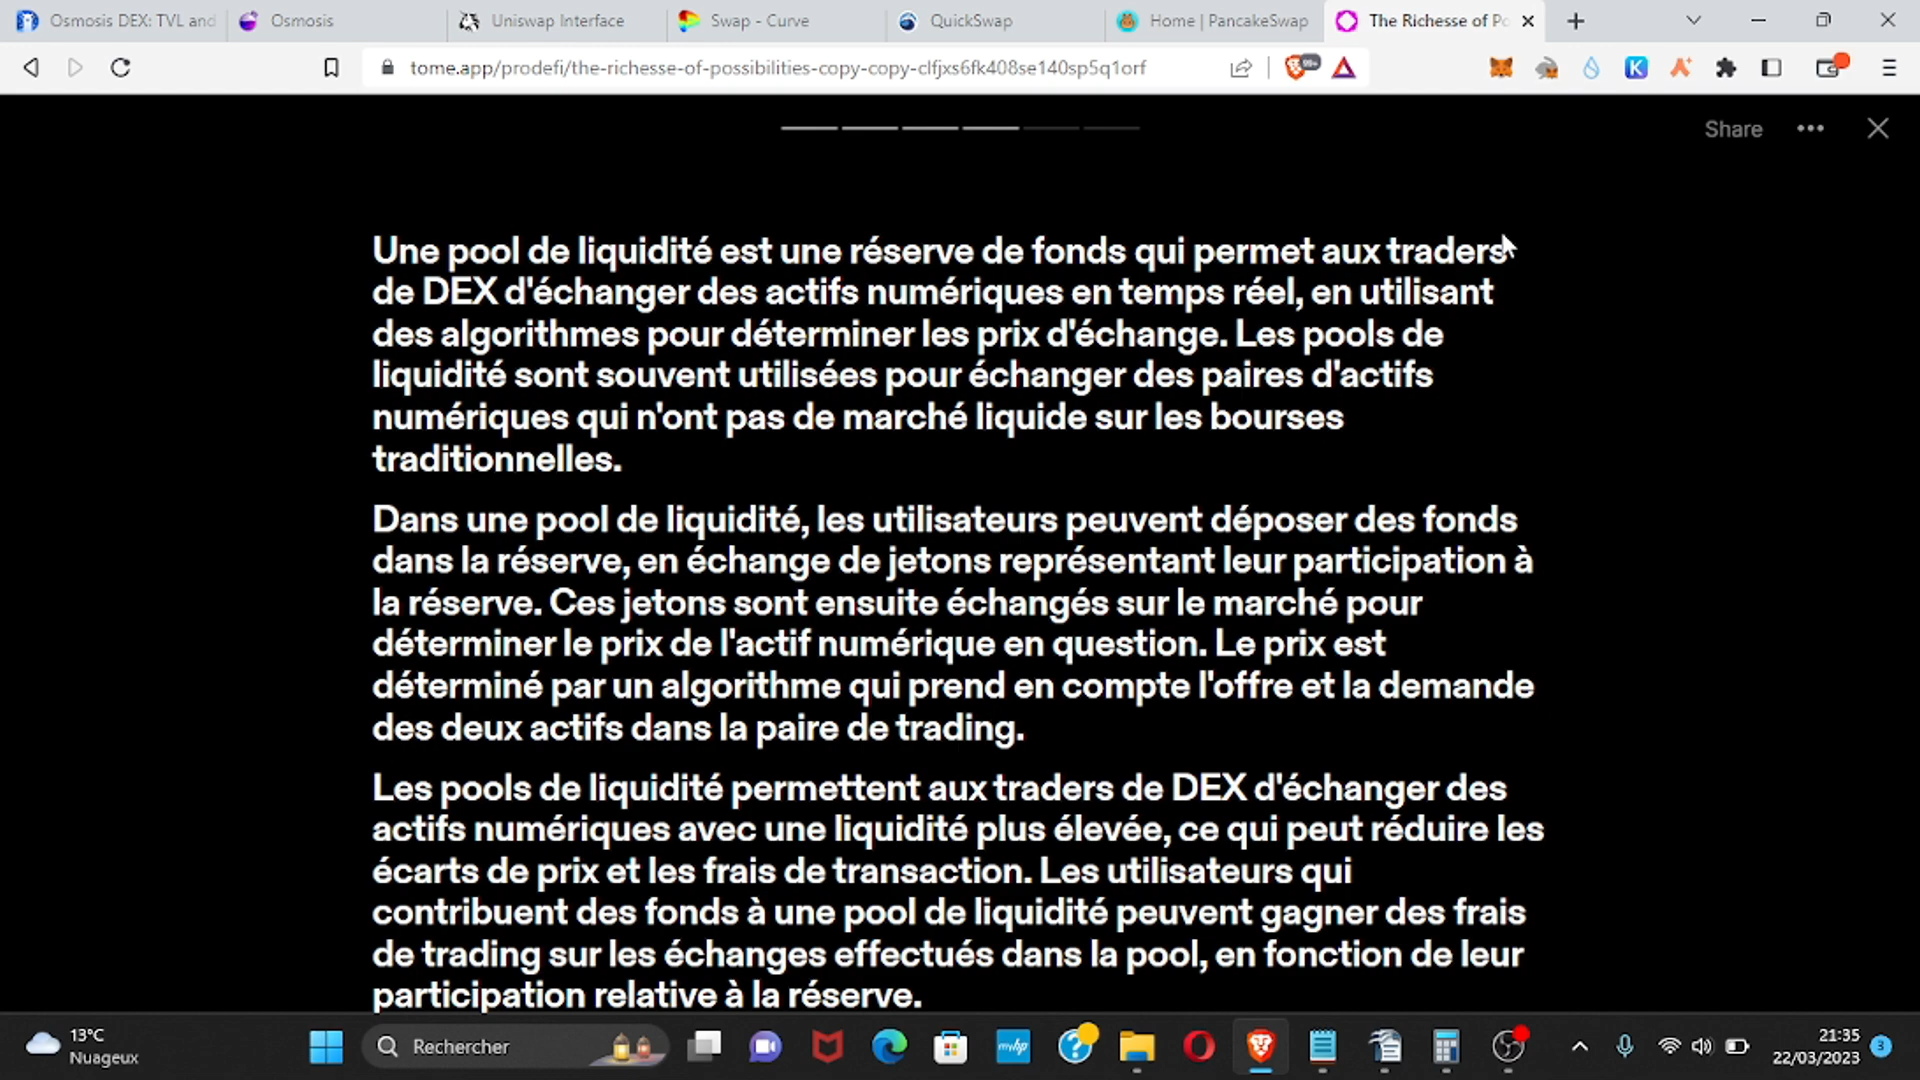 Osmosis DEX: TVL and
Osmosis
Uniswap Interface
Swap - Curve
QuickSwap
Home | PancakeSwap
The Richesse of Po
tome.app/prodefi/the-richesse-of-possibilities-copy-copy-clfjxs6fk408se140sp5q1orf
99+
Share
Une pool de liquidité est une réserve de fonds qui permet aux traders
de DEX d'échanger des actifs numériques en temps réel, en utilisant
des algorithmes pour déterminer les prix d'échange. Les pools de
liquidité sont souvent utilisées pour échanger des paires d'actifs
numériques qui n'ont pas de marché liquide sur les bourses
traditionnelles.
Dans une pool de liquidité, les utilisateurs peuvent déposer des fonds
dans la réserve, en échange de jetons représentant leur participation à
la réserve. Ces jetons sont ensuite échangés sur le marché pour
déterminer le prix de l'actif numérique en question. Le prix est
déterminé par un algorithme qui prend en compte l'offre et la demande
des deux actifs dans la paire de trading.
Les pools de liquidité permettent aux traders de DEX d'échanger des
actifs numériques avec une liquidité plus élevée, ce qui peut réduire les
écarts de prix et les frais de transaction. Les utilisateurs qui
contribuent des fonds à une pool de liquidité peuvent gagner des frais
de trading sur les échanges effectués dans la pool, en fonction de leur
participation relative à la réserve.
13°C
Nuageux
Rechercher
myhp
21:35
22/03/2023
3